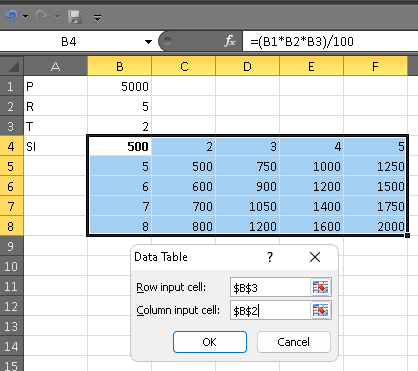 B4 fx =(B1*B2*B3)/100
A B C D E F
1 P 5000
2 R 5
3 T 2
4 SI 500 2 3 4 5
5 5 500 750 1000 1250
6 6 600 900 1200 1500
7 7 700 1050 1400 1750
8 8 800 1200 1600 2000
9
10
11
12
13
14
15
Data Table ?
Row input cell: $B$3
Column input cell: $B$2
OK Cancel